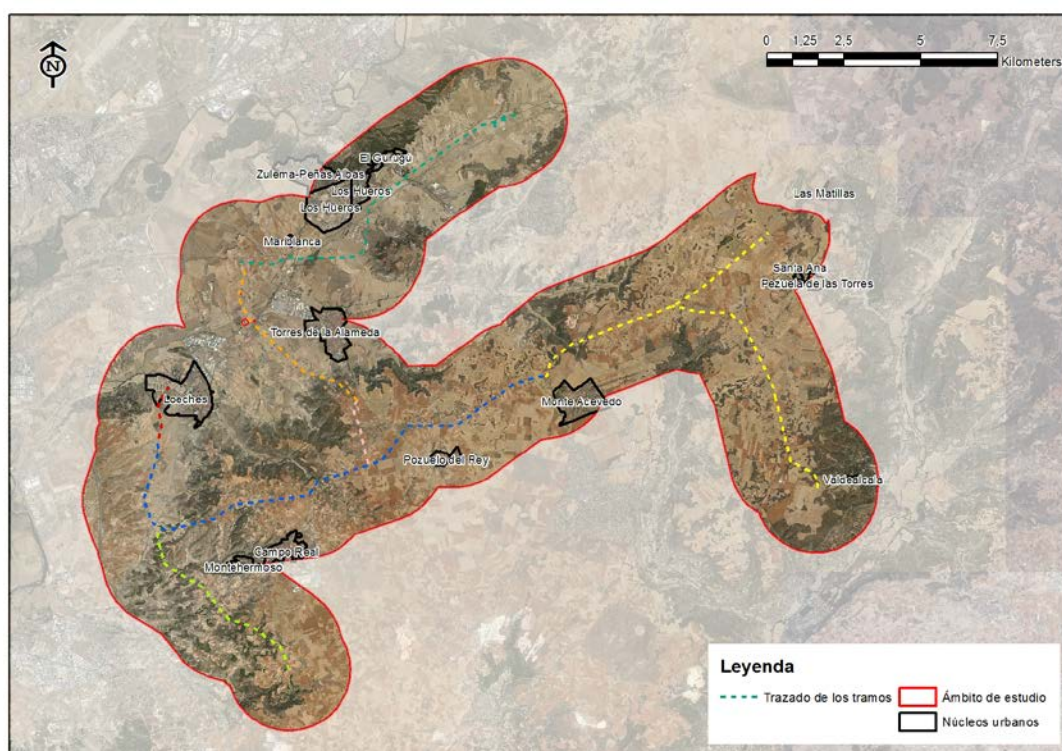 N
0 1,25 2,5 5 7,5
Kilometers
El Gurugú
Zulema-Peñas Albas
Los Hueros
Los Hueros
Mariblanca
Las Matillas
Santa Ana
Pezuela de las Torres
Torres de la Alameda
Loeches
Monte Acevedo
Pozuelo del Rey
Valdealcalá
Campo Real
Montehermoso
Leyenda
Trazado de los tramos
Ámbito de estudio
Núcleos urbanos